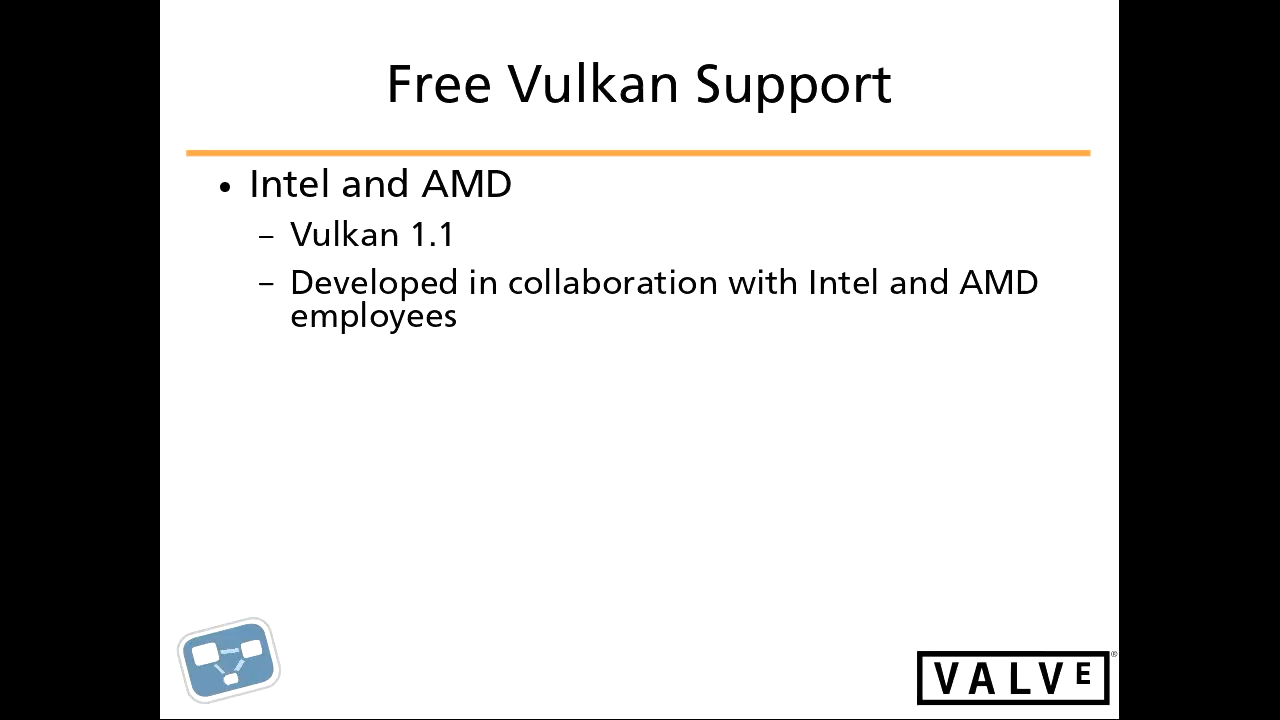 Free Vulkan Support
• Intel and AMD
– Vulkan 1.1
– Developed in collaboration with Intel and AMD
employees
VALVE®